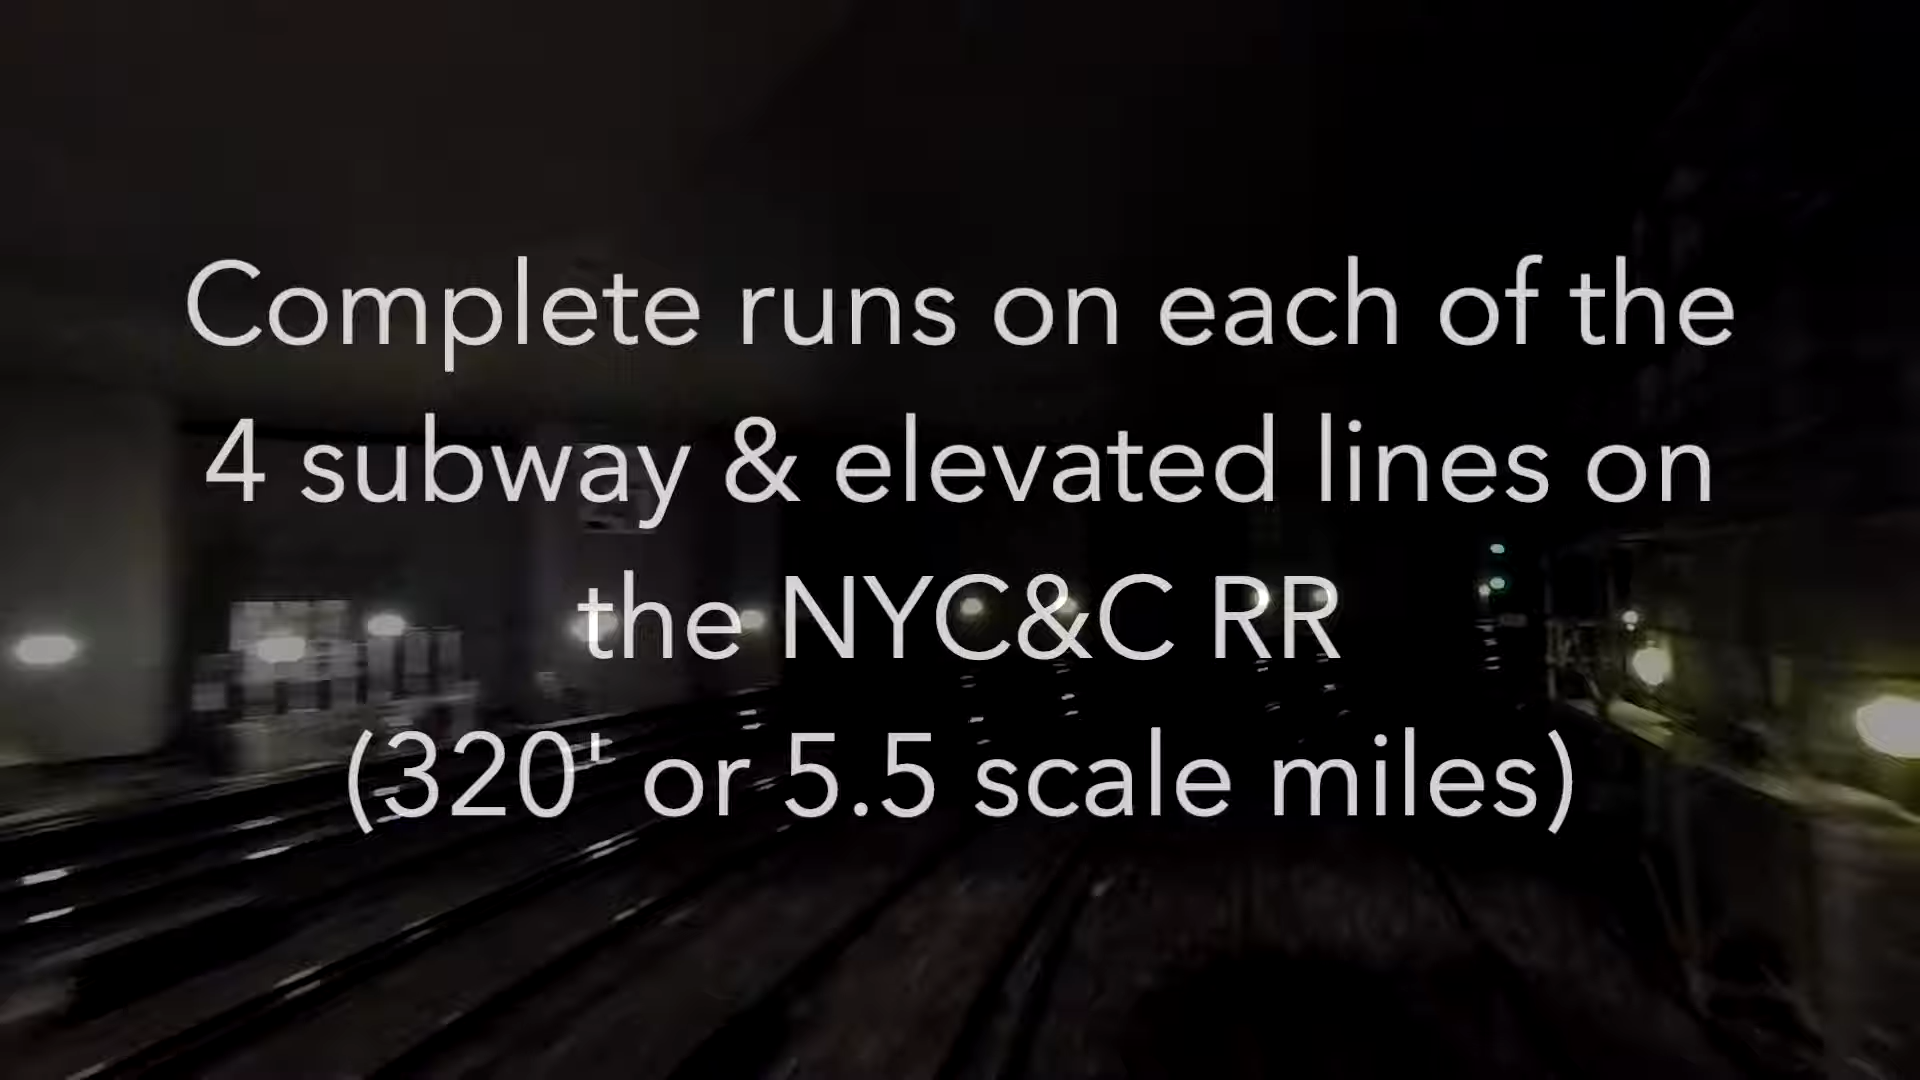 Complete runs on each of the
4 subway & elevated lines on
the NYC&C RR
(320' or 5.5 scale miles)